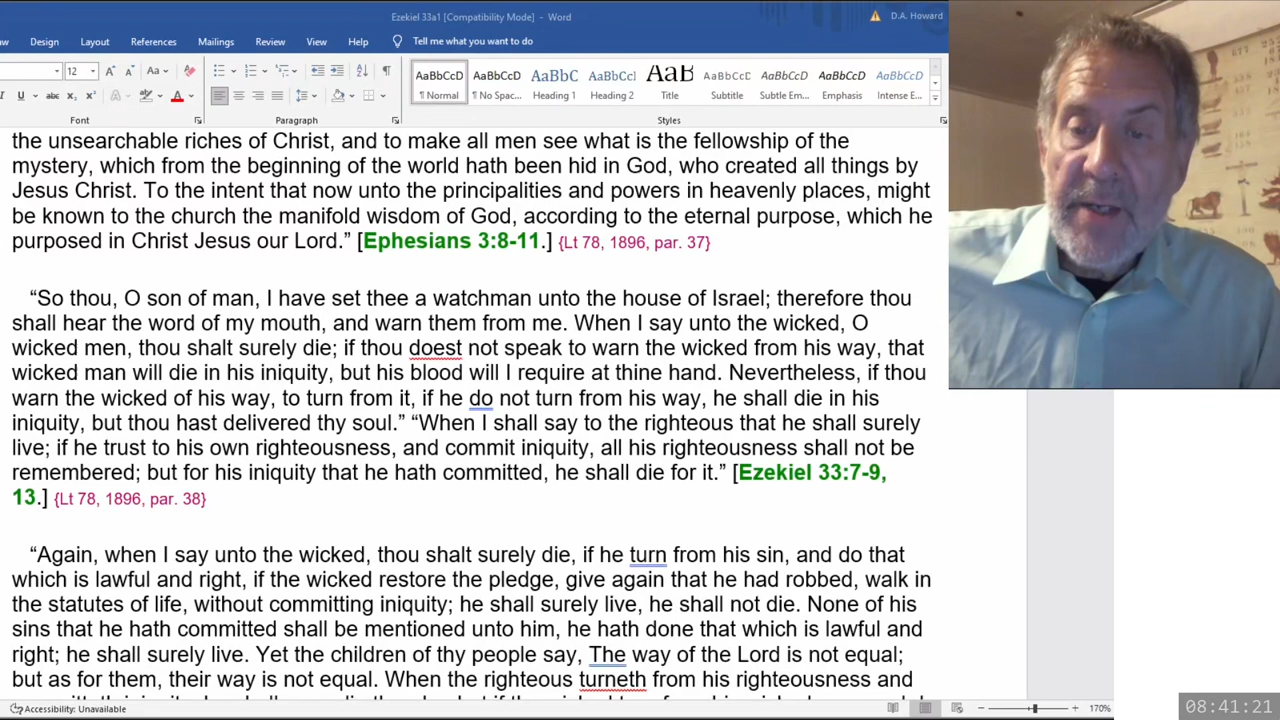 Ezekiel 33a1 [Compatibility Mode] - Word
D.A. Howard
Design Layout References Mailings Review View Help Tell me what you want to do
12 Aa
AaBbCcD AaBbCcD AaBbC AaBbCcl AaB AaBbCcD AaBbCcD AaBbCcD AaBbCcD
¶ Normal ¶ No Spac... Heading 1 Heading 2 Title Subtitle Subtle Em... Emphasis Intense E...
Font Paragraph Styles
the unsearchable riches of Christ, and to make all men see what is the fellowship of the
mystery, which from the beginning of the world hath been hid in God, who created all things by
Jesus Christ. To the intent that now unto the principalities and powers in heavenly places, might
be known to the church the manifold wisdom of God, according to the eternal purpose, which he
purposed in Christ Jesus our Lord.” [Ephesians 3:8-11.] {Lt 78, 1896, par. 37}
“So thou, O son of man, I have set thee a watchman unto the house of Israel; therefore thou
shall hear the word of my mouth, and warn them from me. When I say unto the wicked, O
wicked men, thou shalt surely die; if thou doest not speak to warn the wicked from his way, that
wicked man will die in his iniquity, but his blood will I require at thine hand. Nevertheless, if thou
warn the wicked of his way, to turn from it, if he do not turn from his way, he shall die in his
iniquity, but thou hast delivered thy soul.” “When I shall say to the righteous that he shall surely
live; if he trust to his own righteousness, and commit iniquity, all his righteousness shall not be
remembered; but for his iniquity that he hath committed, he shall die for it.” [Ezekiel 33:7-9,
13.] {Lt 78, 1896, par. 38}
“Again, when I say unto the wicked, thou shalt surely die, if he turn from his sin, and do that
which is lawful and right, if the wicked restore the pledge, give again that he had robbed, walk in
the statutes of life, without committing iniquity; he shall surely live, he shall not die. None of his
sins that he hath committed shall be mentioned unto him, he hath done that which is lawful and
right; he shall surely live. Yet the children of thy people say, The way of the Lord is not equal;
but as for them, their way is not equal. When the righteous turneth from his righteousness and
Accessibility: Unavailable
170%
08:41:21